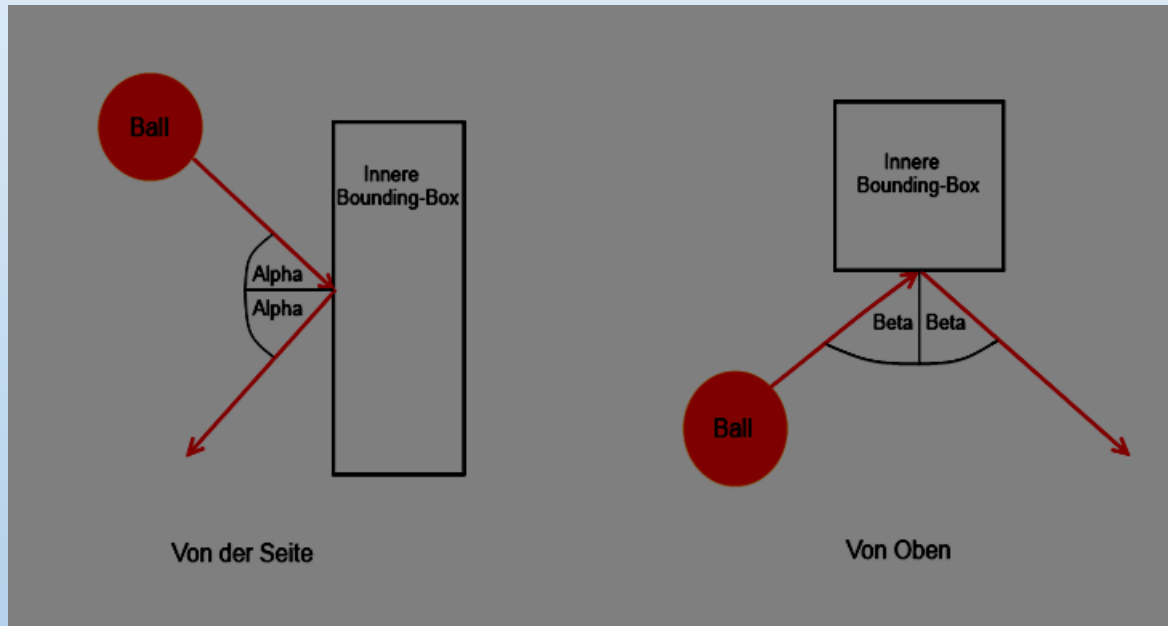 Ball
Innere
Bounding-Box
Alpha
Alpha
Von der Seite
Innere
Bounding-Box
Beta Beta
Ball
Von Oben